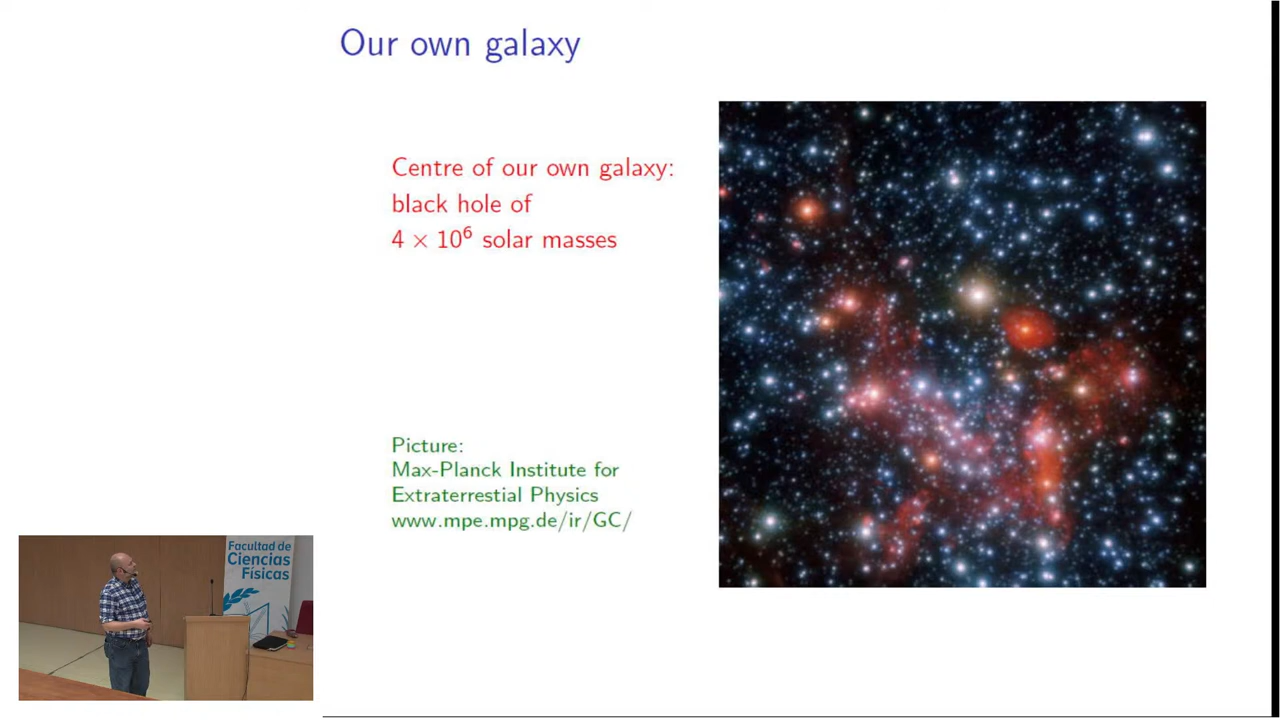 Our own galaxy
Centre of our own galaxy:
black hole of
4 × 10⁶ solar masses
Picture:
Max-Planck Institute for
Extraterrestial Physics
www.mpe.mpg.de/ir/GC/
Facultad de
Ciencias
Físicas